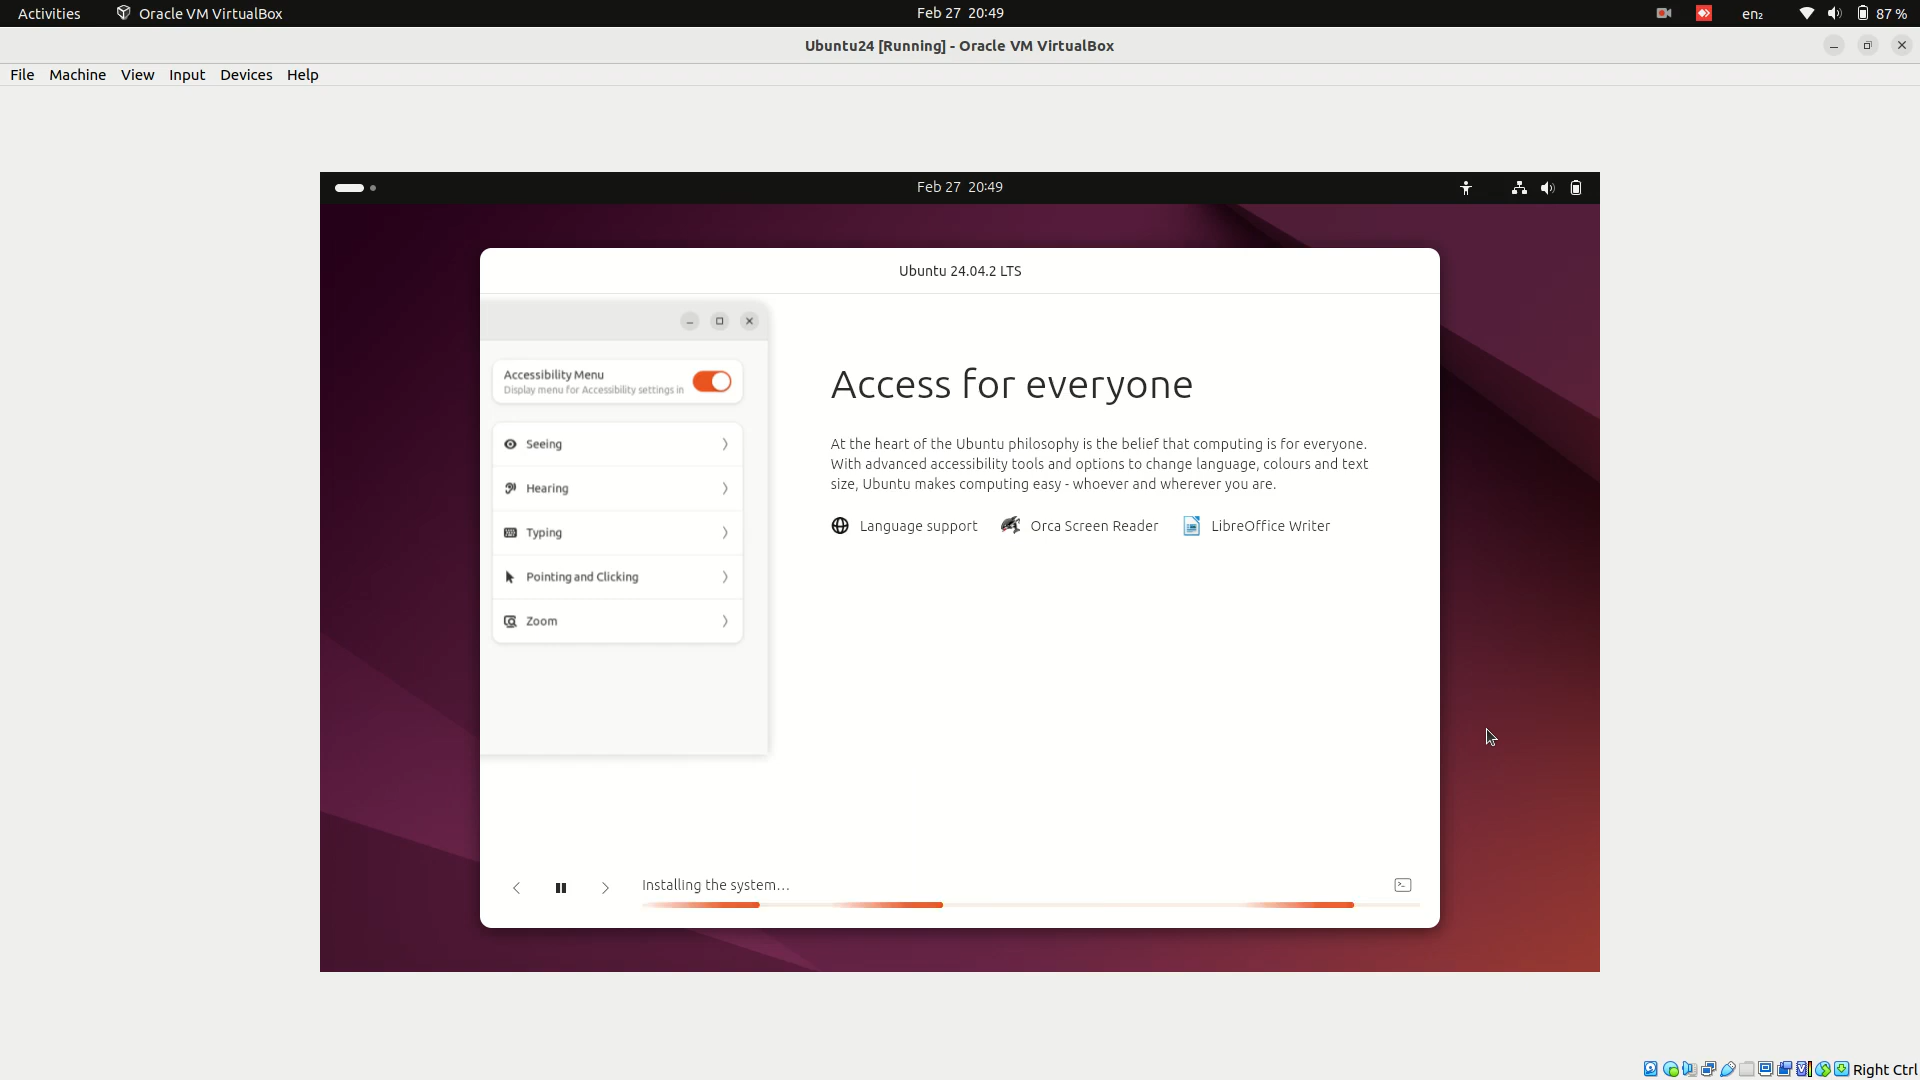 Activities
Oracle VM VirtualBox
Feb 27 20:49
en₂
87 %
Ubuntu24 [Running] - Oracle VM VirtualBox
File Machine View Input Devices Help
Feb 27 20:49
Ubuntu 24.04.2 LTS
Accessibility Menu
Display menu for Accessibility settings in
Seeing
Hearing
Typing
Pointing and Clicking
Zoom
Access for everyone
At the heart of the Ubuntu philosophy is the belief that computing is for everyone.
With advanced accessibility tools and options to change language, colours and text
size, Ubuntu makes computing easy - whoever and wherever you are.
Language support Orca Screen Reader LibreOffice Writer
Installing the system...
Right Ctrl